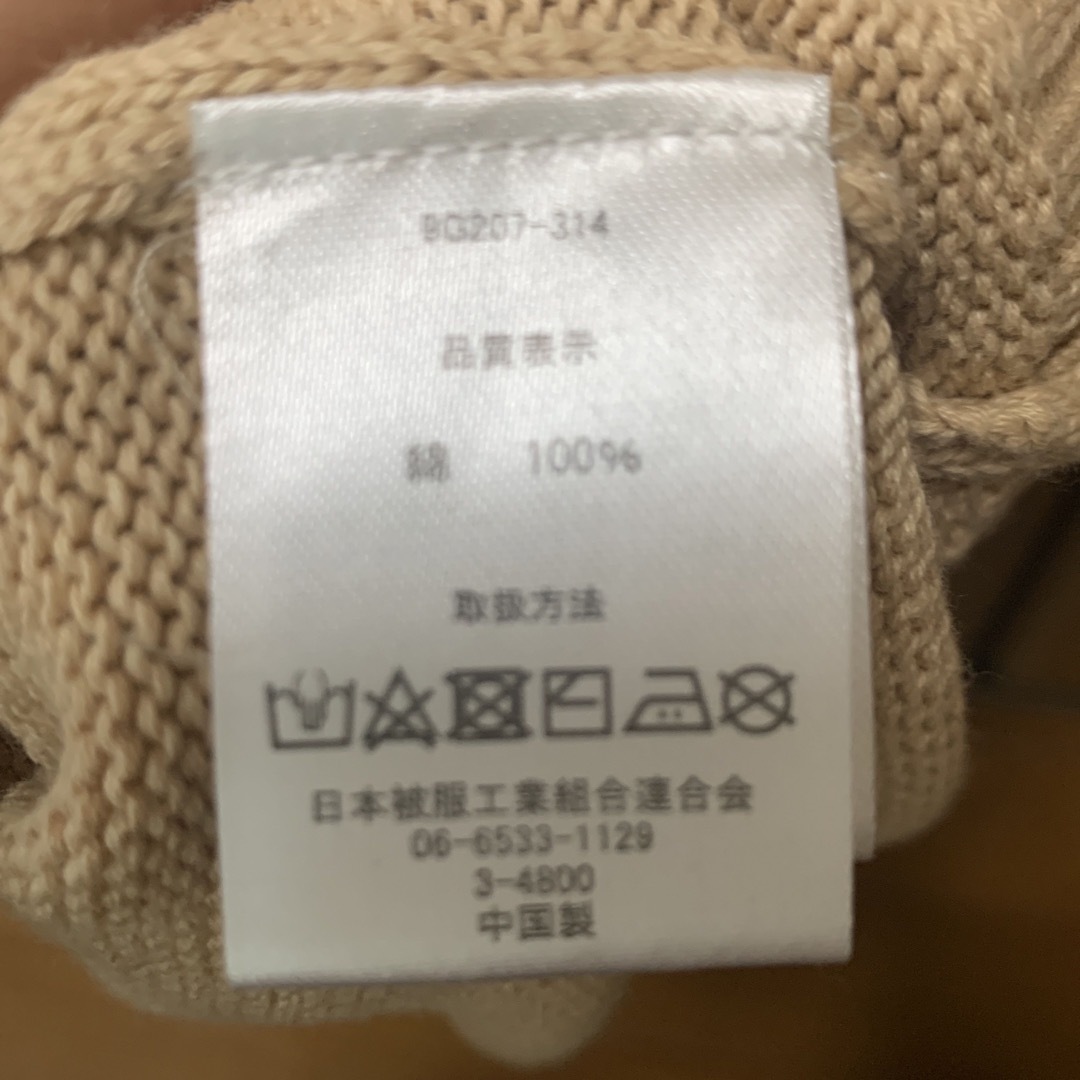 BG207-314
品質表示
綿 100%
取扱方法
日本被服工業組合連合会
06-6533-1129
3-4800
中国製